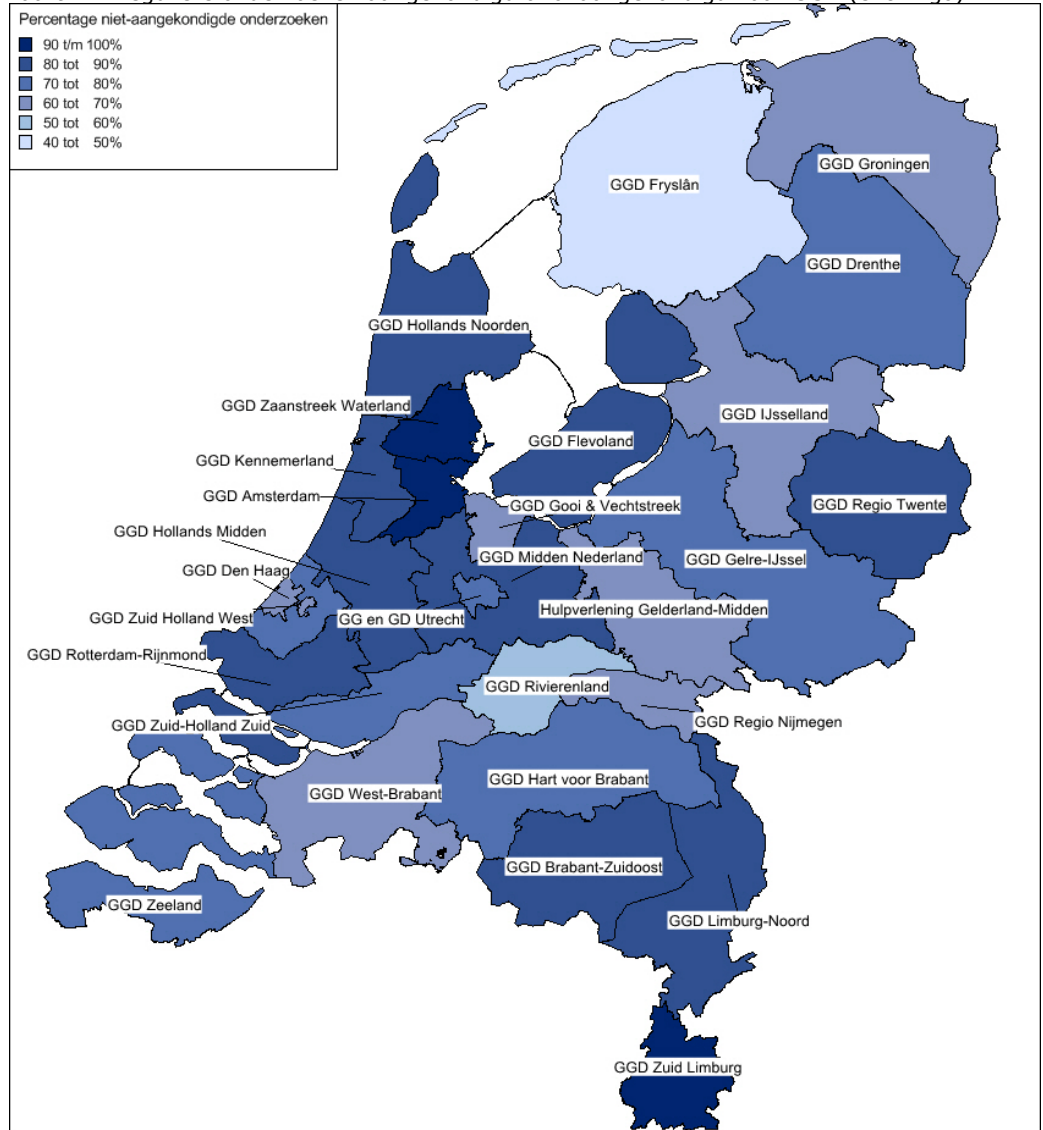 Percentage niet-aangekondigde onderzoeken
90 t/m 100%
80 tot 90%
70 tot 80%
60 tot 70%
50 tot 60%
40 tot 50%
GGD Groningen
GGD Fryslân
GGD Drenthe
GGD Hollands Noorden
GGD Zaanstreek Waterland
GGD IJsselland
GGD Flevoland
GGD Kennemerland
GGD Amsterdam
GGD Gooi & Vechtstreek
GGD Regio Twente
GGD Hollands Midden
GGD Midden Nederland
GGD Gelre-IJssel
GGD Den Haag
Hulpverlening Gelderland-Midden
GGD Zuid Holland West
GG en GD Utrecht
GGD Rotterdam-Rijnmond
GGD Rivierenland
GGD Zuid-Holland Zuid
GGD Regio Nijmegen
GGD Hart voor Brabant
GGD West-Brabant
GGD Brabant-Zuidoost
GGD Zeeland
GGD Limburg-Noord
GGD Zuid Limburg